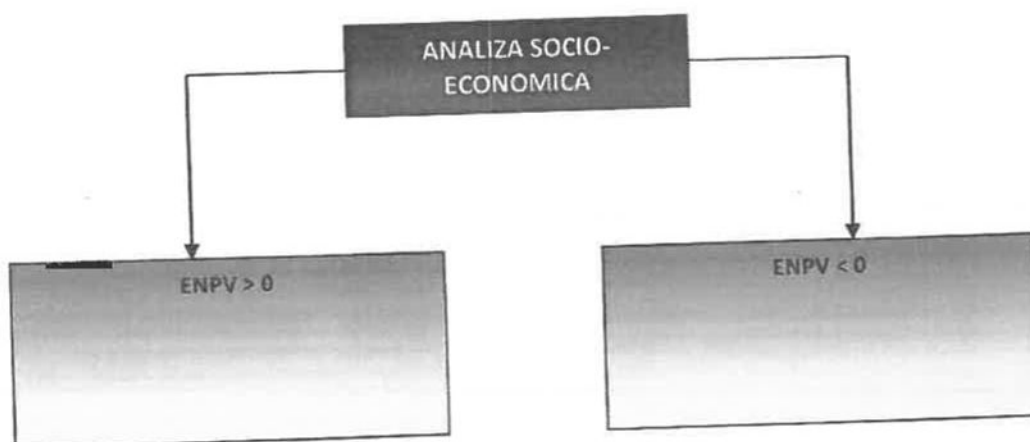 ANALIZA SOCIO-
ECONOMICA
ENPV > 0
ENPV < 0